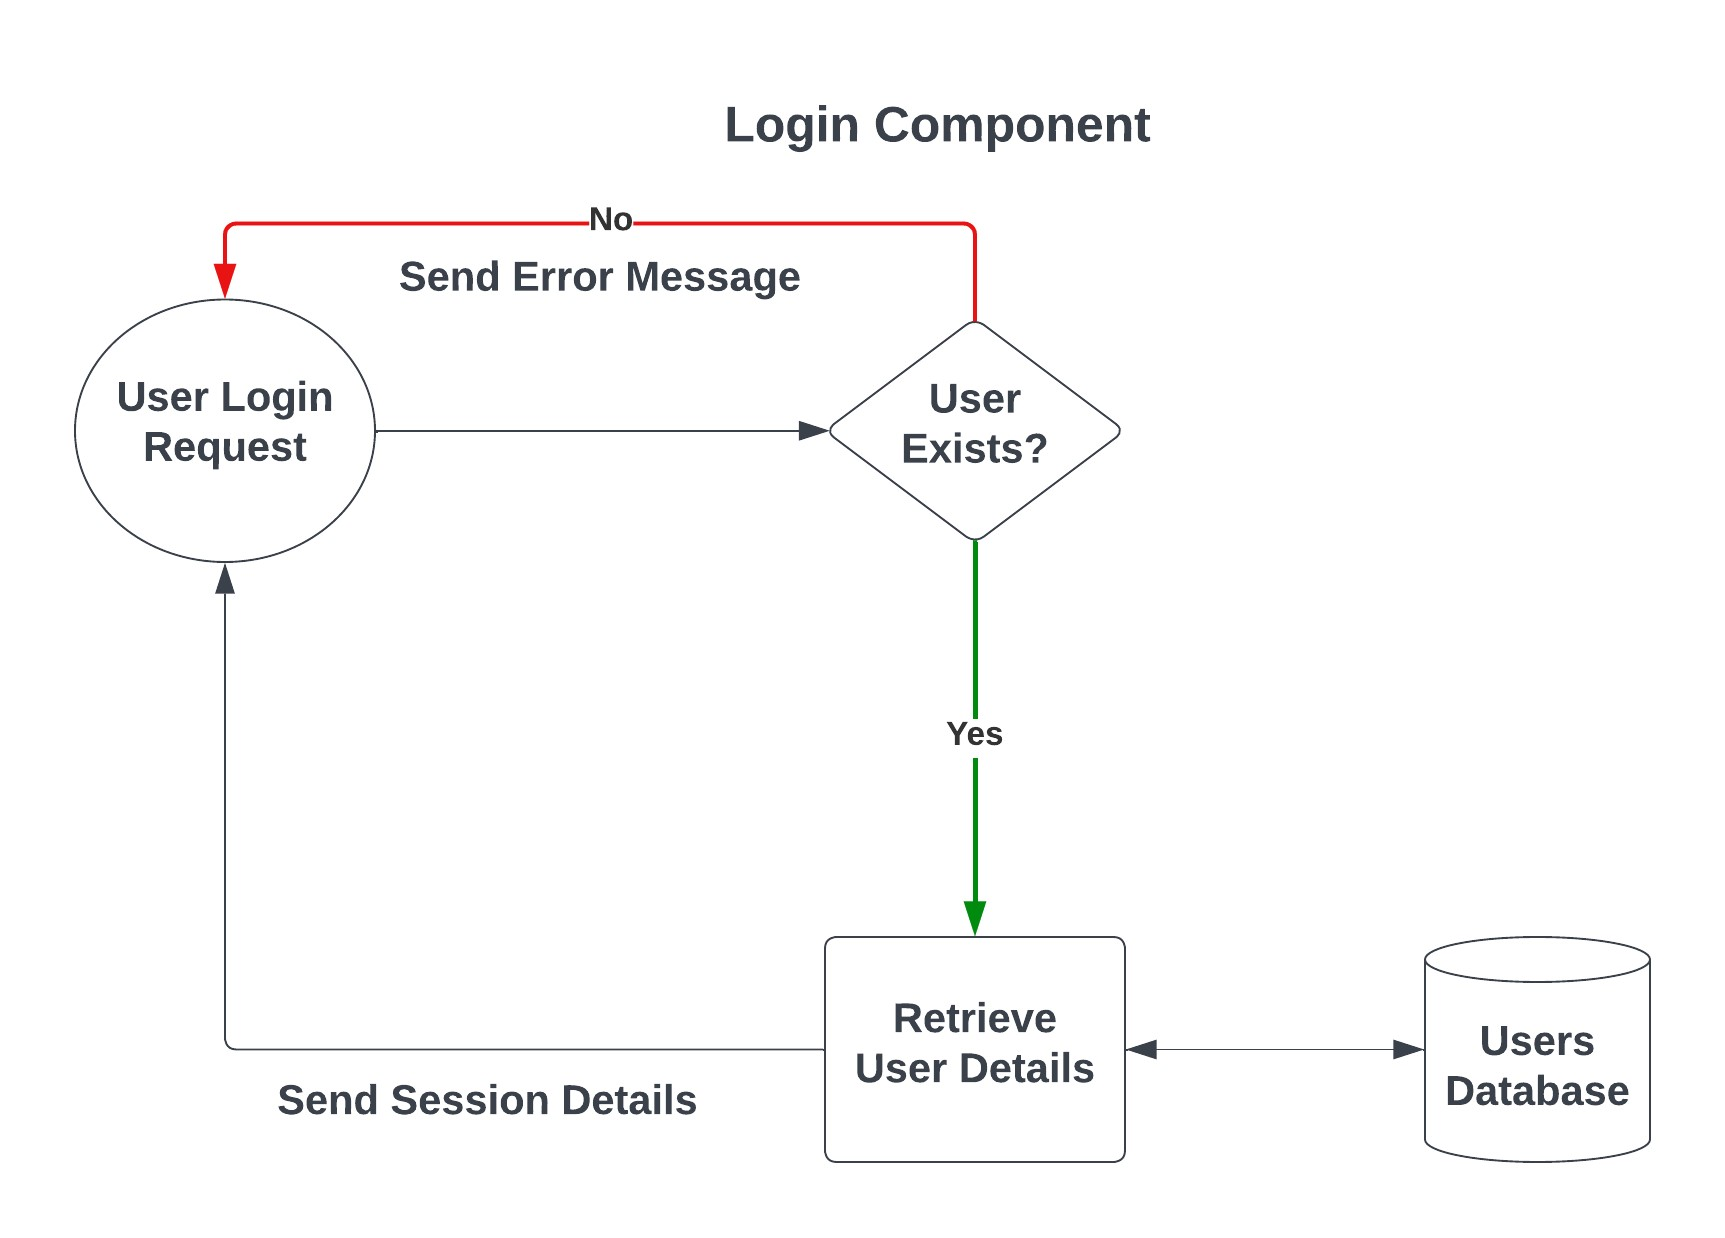 Login Component
No
Send Error Message
User Login
Request
User
Exists?
Yes
Retrieve
User Details
Users
Database
Send Session Details